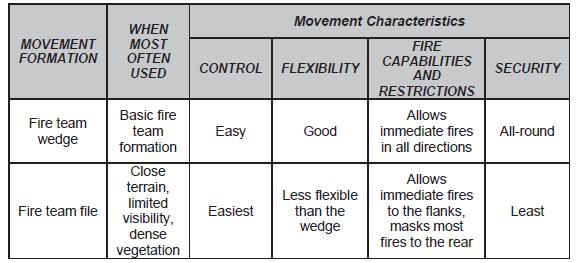 Movement Characteristics
MOVEMENT
FORMATION
WHEN
MOST
OFTEN
USED
CONTROL
FLEXIBILITY
FIRE
CAPABILITIES
AND
RESTRICTIONS
SECURITY
Fire team
wedge
Basic fire
team
formation
Easy
Good
Allows
immediate fires
in all directions
All-round
Fire team file
Close
terrain,
limited
visibility,
dense
vegetation
Easiest
Less flexible
than the
wedge
Allows
immediate fires
to the flanks,
masks most
fires to the rear
Least